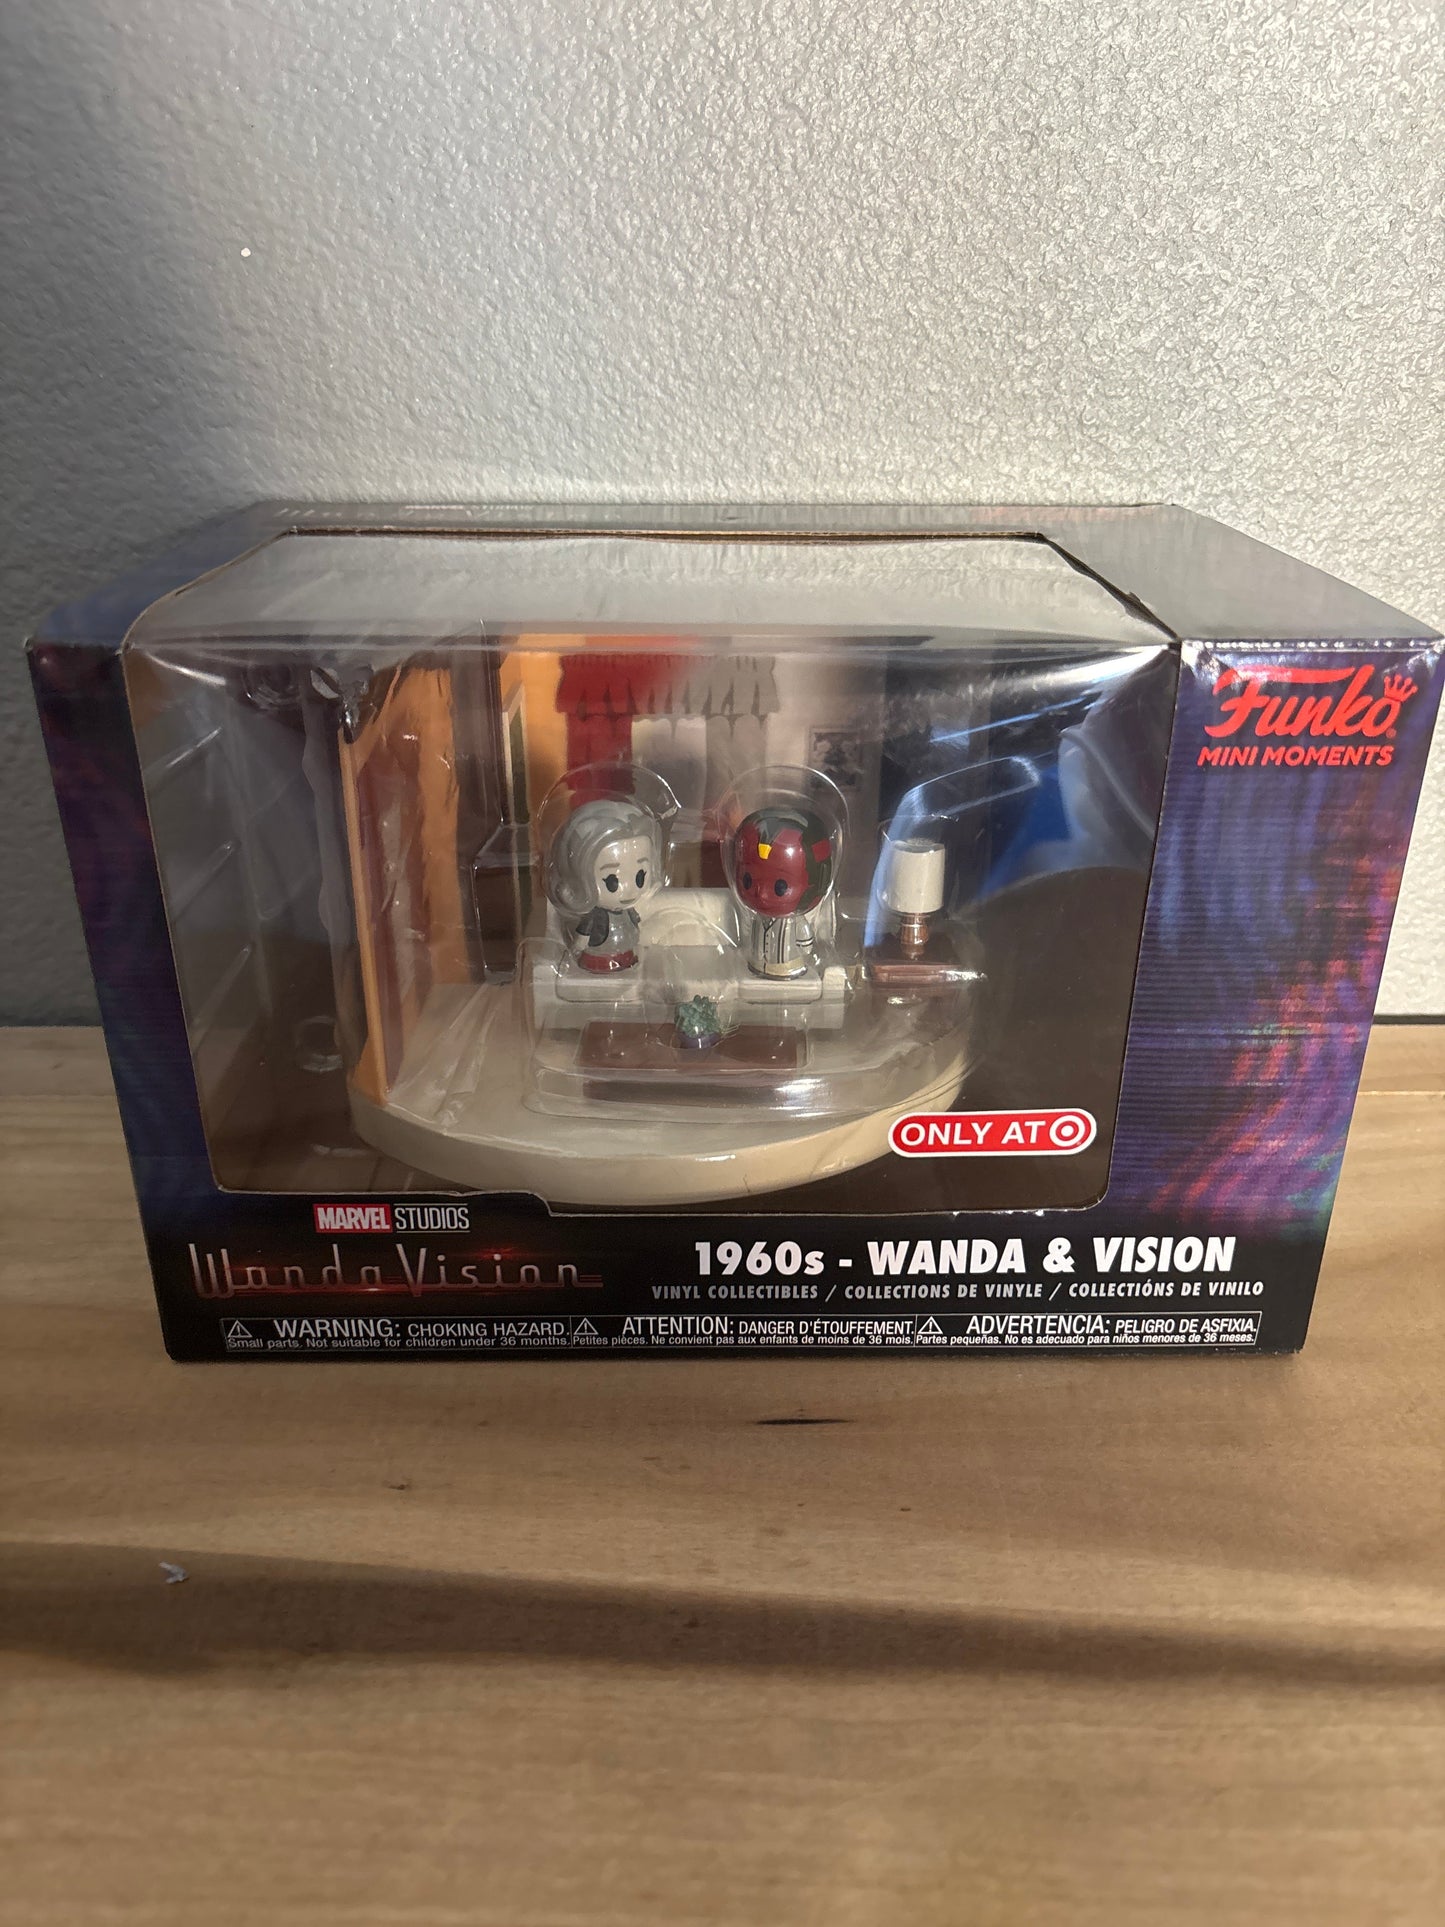 Funko
MINI MOMENTS
ONLY AT
MARVEL STUDIOS
WandaVision
1960s - WANDA & VISION
VINYL COLLECTIBLES / COLLECTIONS DE VINYLE / COLLECTIÓNS DE VINILO
WARNING: CHOKING HAZARD.
Small parts. Not suitable for children under 36 months.
ATTENTION: DANGER D'ÉTOUFFEMENT.
Petites pièces. Ne convient pas aux enfants de moins de 36 mois.
ADVERTENCIA: PELIGRO DE ASFIXIA.
Partes pequeñas. No es adecuado para niños menores de 36 meses.